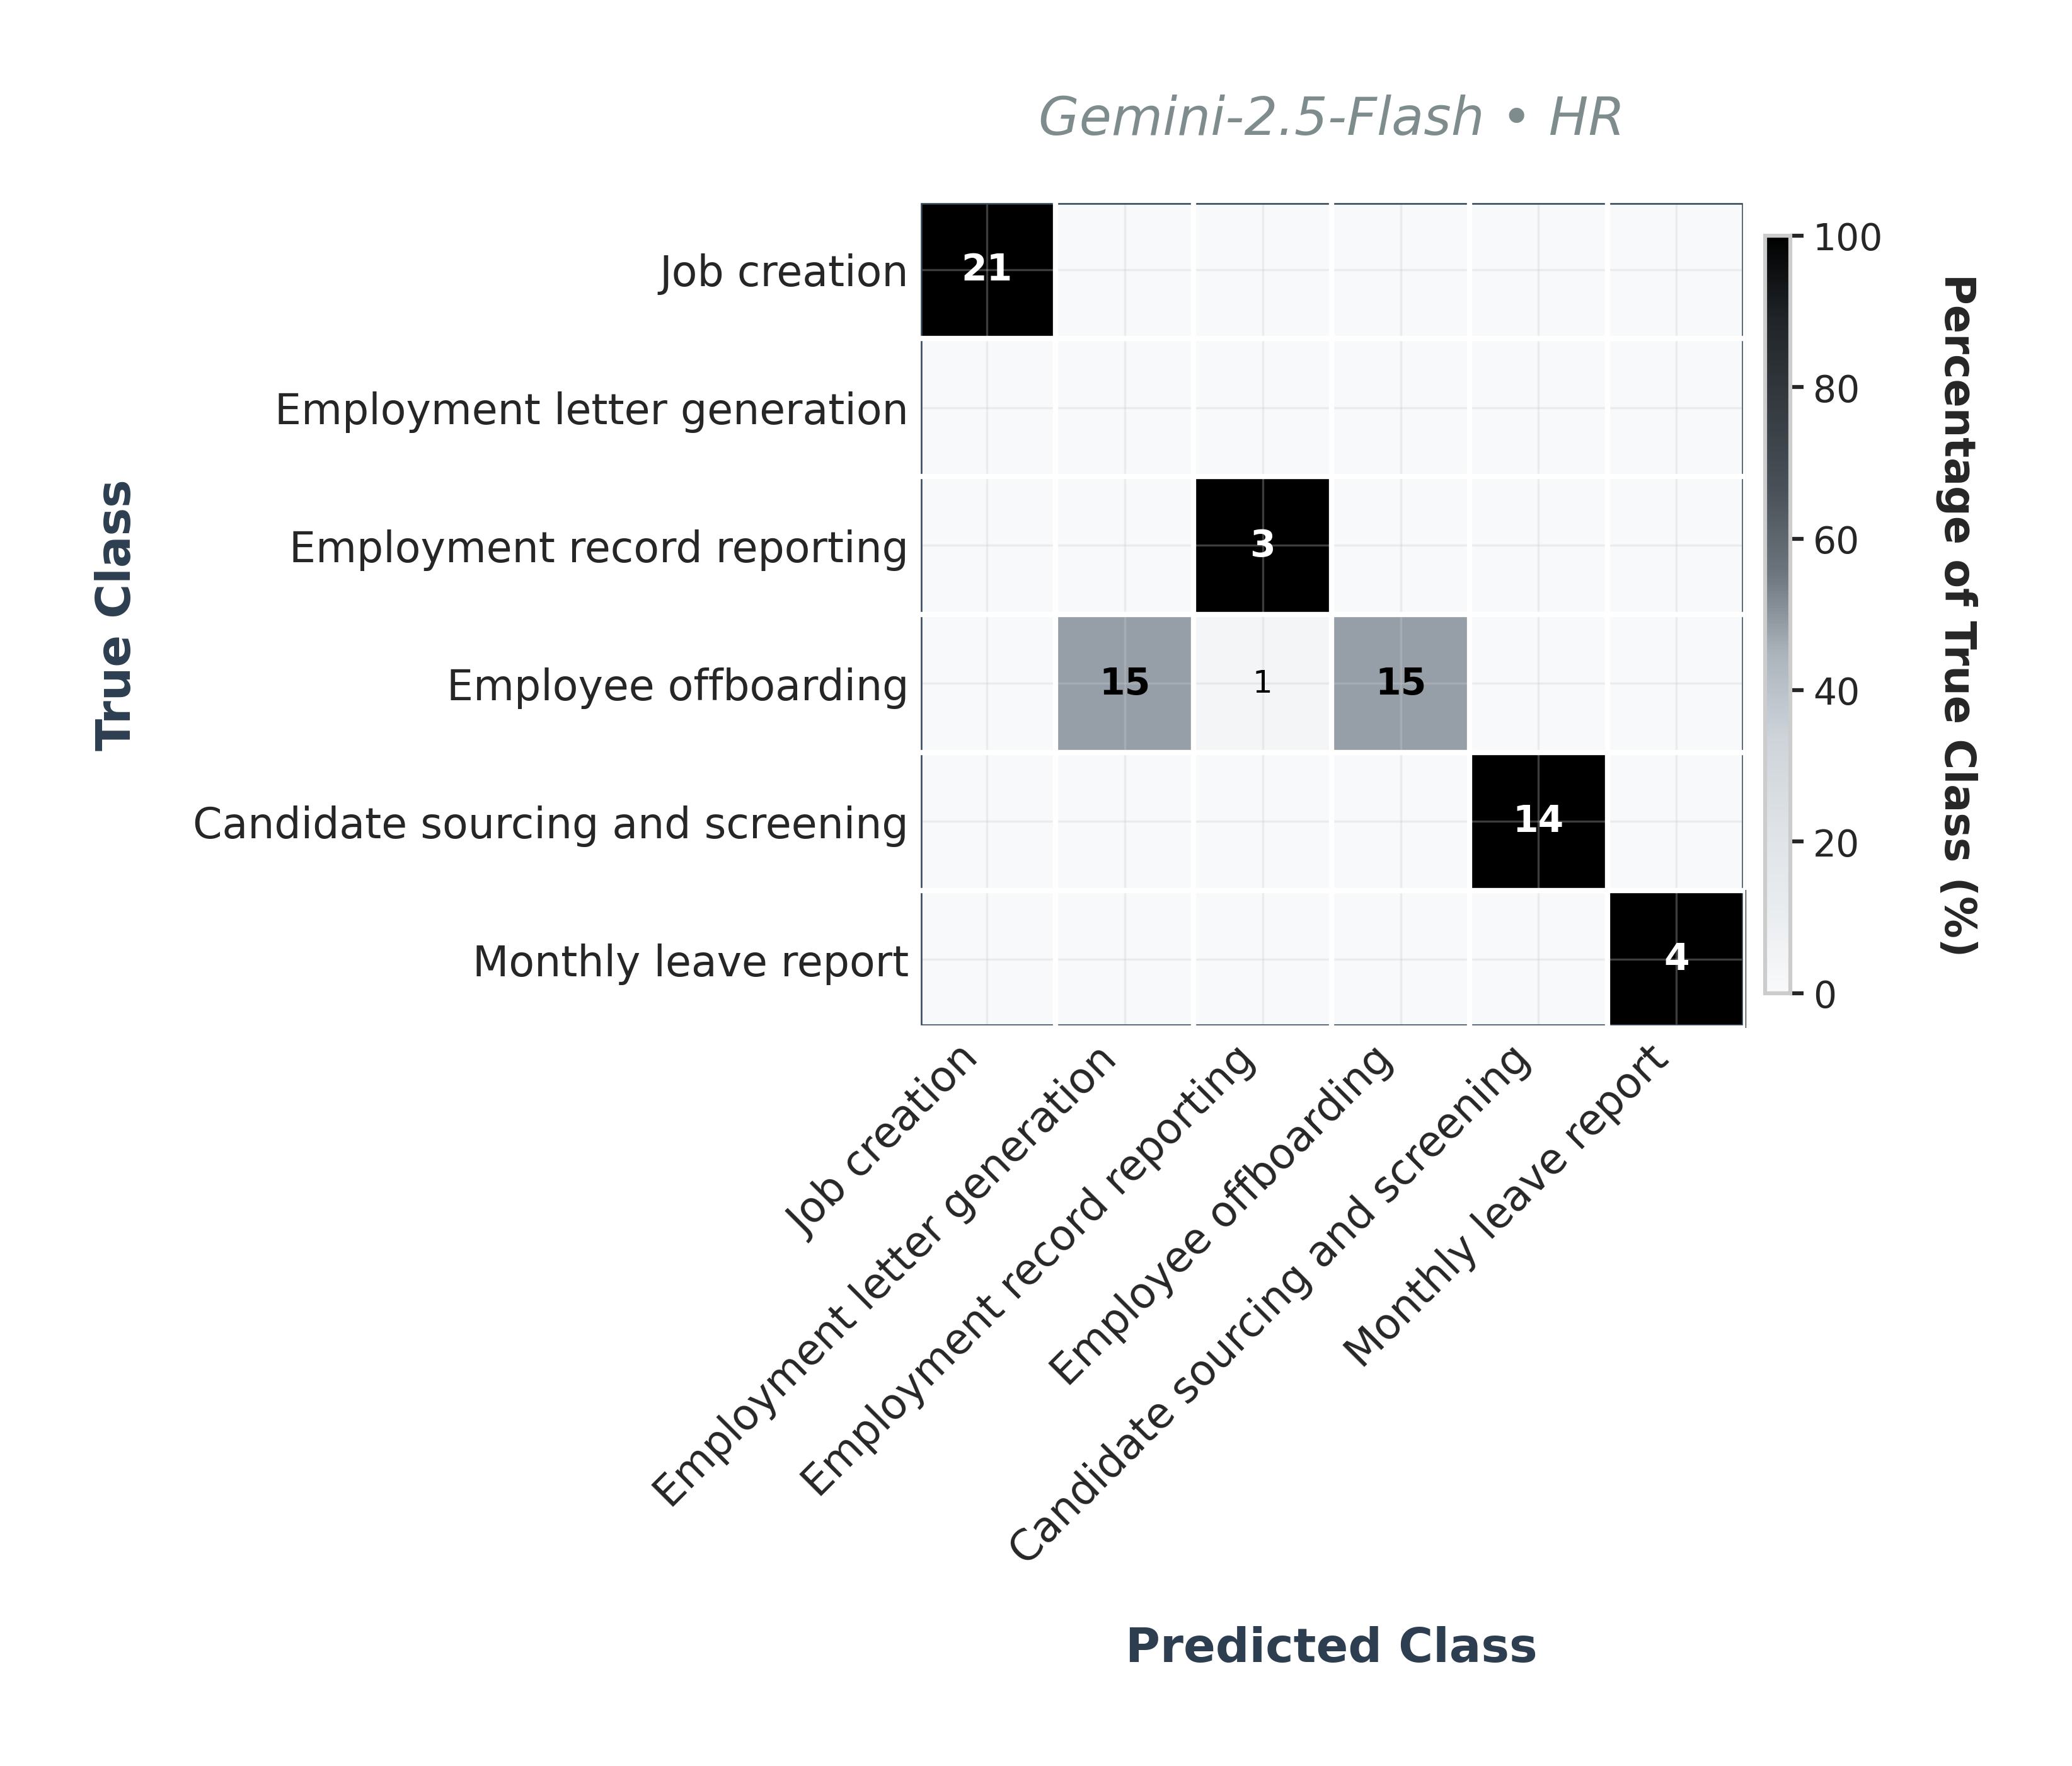 Gemini-2.5-Flash • HR
True Class
Job creation
Employment letter generation
Employment record reporting
Employee offboarding
Candidate sourcing and screening
Monthly leave report
21
3
15 1 15
14
4
100
80
60
40
20
0
Percentage of True Class (%)
Job creation
Employment letter generation
Employment record reporting
Employee offboarding
Candidate sourcing and screening
Monthly leave report
Predicted Class